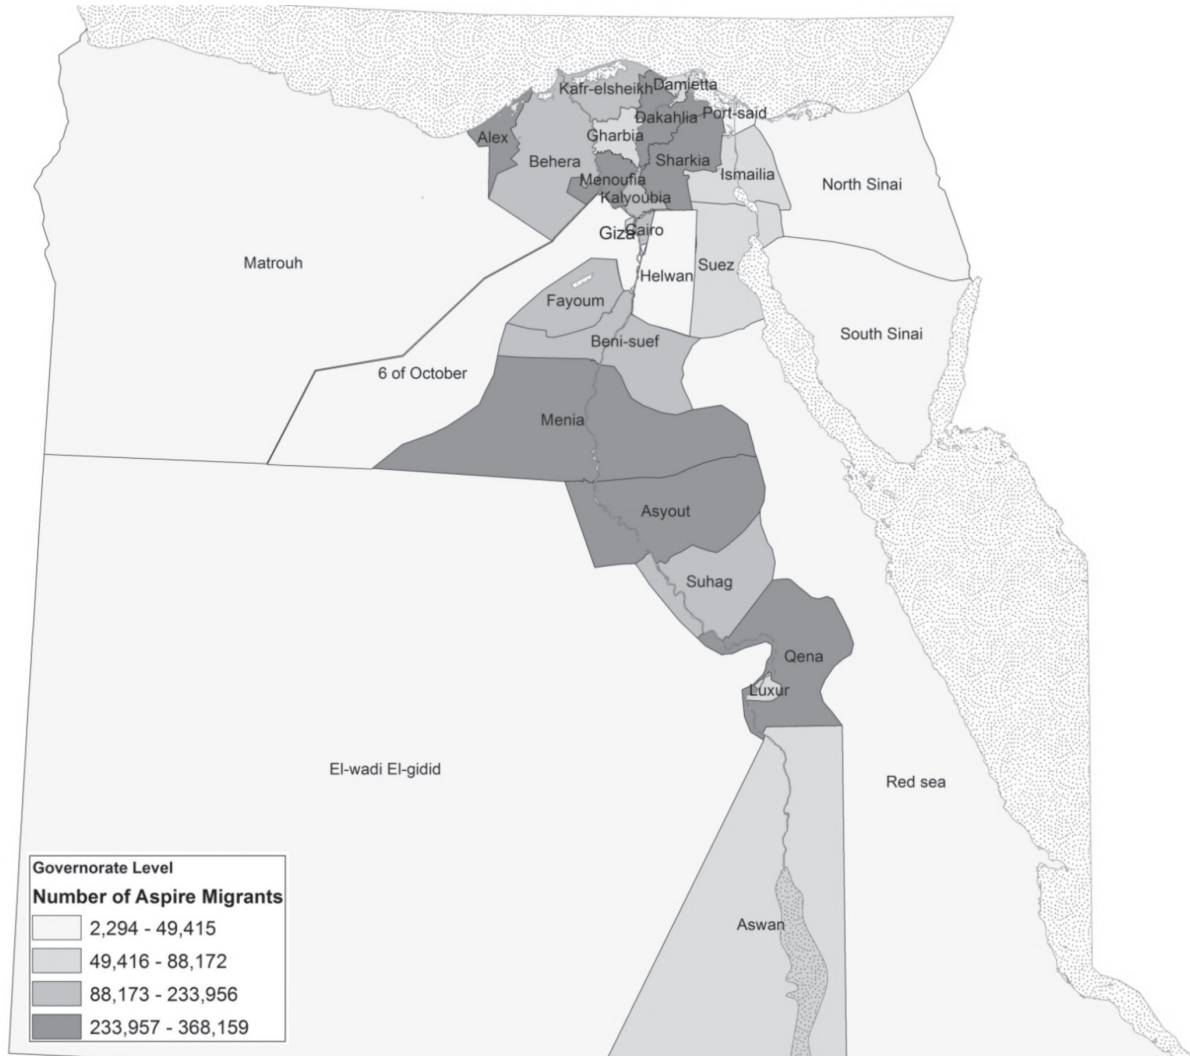 Kafr-elsheikh
Damietta
Dakahlia
Port-said
Alex
Gharbia
Behera
Sharkia
Menoufia
Ismailia
Kalyoubia
North Sinai
Giza
Cairo
Matrouh
Helwan
Suez
Fayoum
South Sinai
Beni-suef
6 of October
Menia
Asyout
Suhag
Qena
Luxur
El-wadi El-gidid
Red sea
Aswan
Governorate Level
Number of Aspire Migrants
2,294 - 49,415
49,416 - 88,172
88,173 - 233,956
233,957 - 368,159